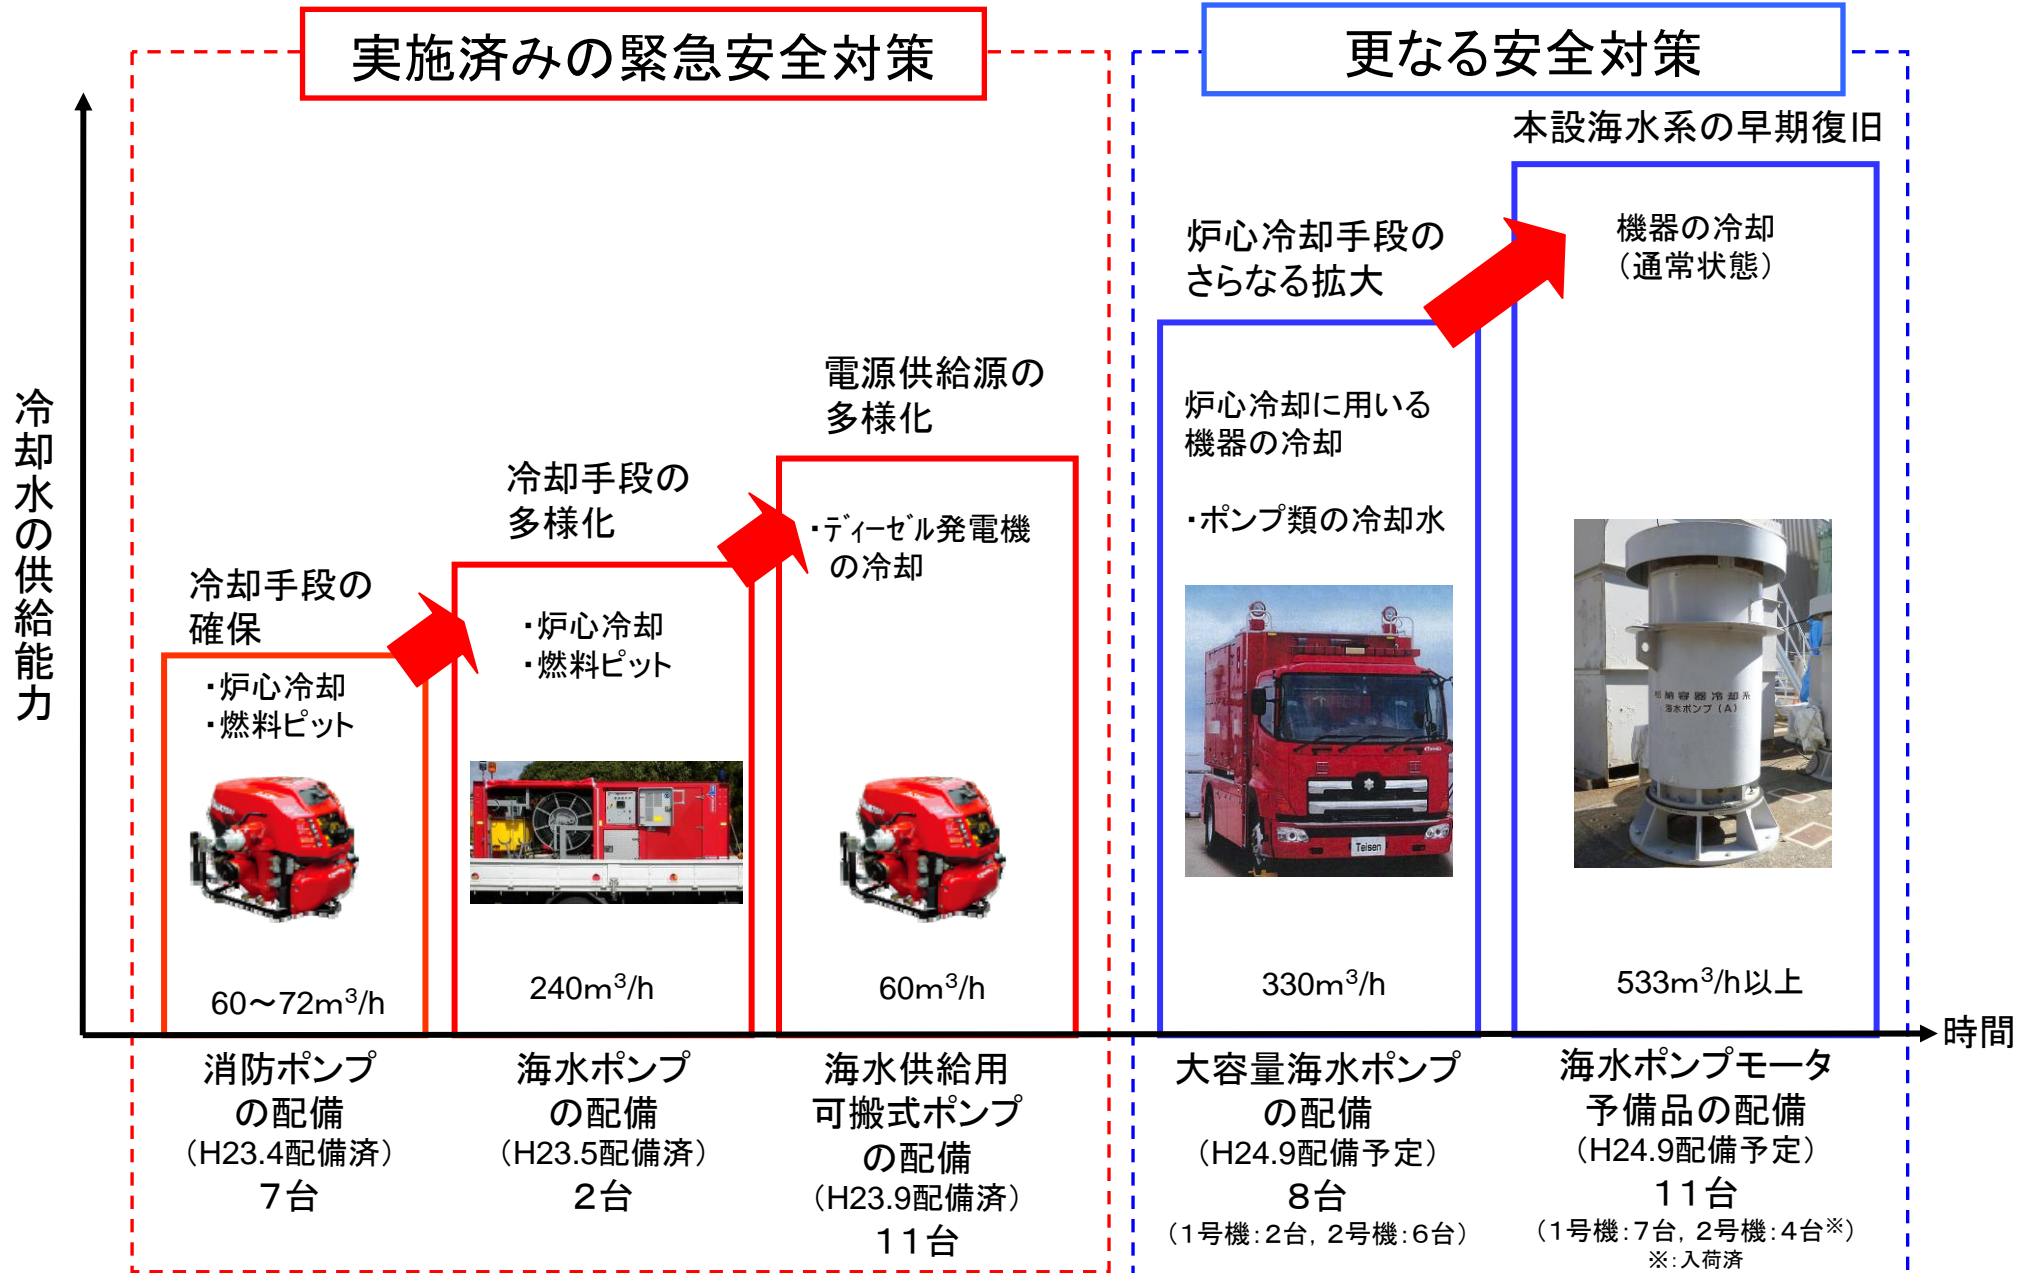 実施済みの緊急安全対策
更なる安全対策
冷却水の供給能力
時間
冷却手段の
確保
・炉心冷却
・燃料ピット
60～72m³/h
消防ポンプ
の配備
（H23.4配備済）
7台
冷却手段の
多様化
・炉心冷却
・燃料ピット
240m³/h
海水ポンプ
の配備
（H23.5配備済）
2台
電源供給源の
多様化
・ディーゼル発電機
の冷却
60m³/h
海水供給用
可搬式ポンプ
の配備
（H23.9配備済）
11台
炉心冷却手段の
さらなる拡大
炉心冷却に用いる
機器の冷却
・ポンプ類の冷却水
Teisen
330m³/h
大容量海水ポンプ
の配備
（H24.9配備予定）
8台
（1号機：2台，2号機：6台）
本設海水系の早期復旧
機器の冷却
（通常状態）
納容器冷却系
海水ポンプ（A）
533m³/h以上
海水ポンプモータ
予備品の配備
（H24.9配備予定）
11台
（1号機：7台，2号機：4台※）
※：入荷済